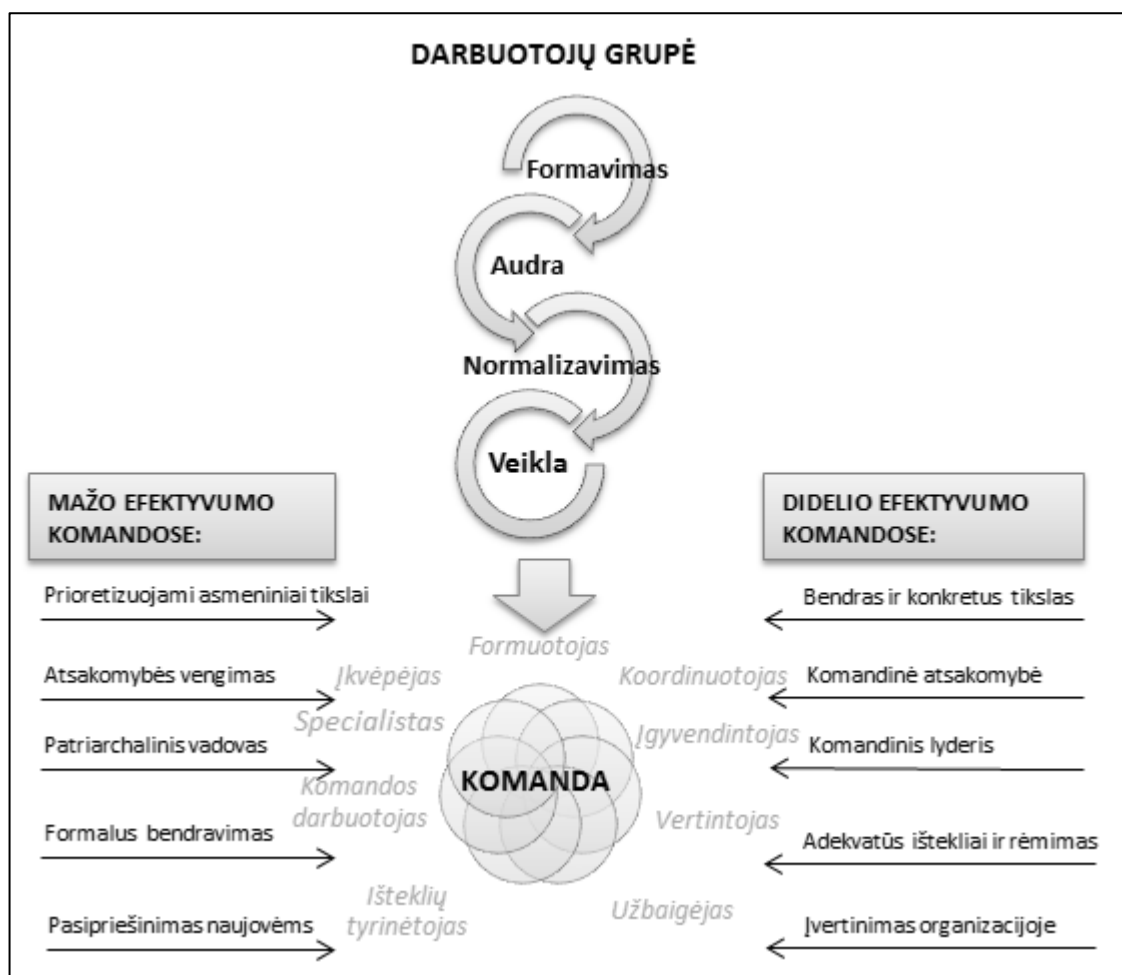 DARBUOTOJŲ GRUPĖ
Formavimas
Audra
Normalizavimas
Veikla
MAŽO EFEKTYVUMO
KOMANDOSE:
Prioretizuojami asmeniniai tikslai
Atsakomybės vengimas
Patriarchalinis vadovas
Formalus bendravimas
Pasipriešinimas naujovėms
Formuotojas
Įkvėpėjas
Koordinuotojas
Specialistas
Įgyvendintojas
KOMANDA
Komandos
darbuotojas
Vertintojas
Išteklių
tyrinėtojas
Užbaigėjas
DIDELIO EFEKTYVUMO
KOMANDOSE:
Bendras ir konkretus tikslas
Komandinė atsakomybė
Komandinis lyderis
Adekvatūs ištekliai ir rėmimas
Įvertinimas organizacijoje